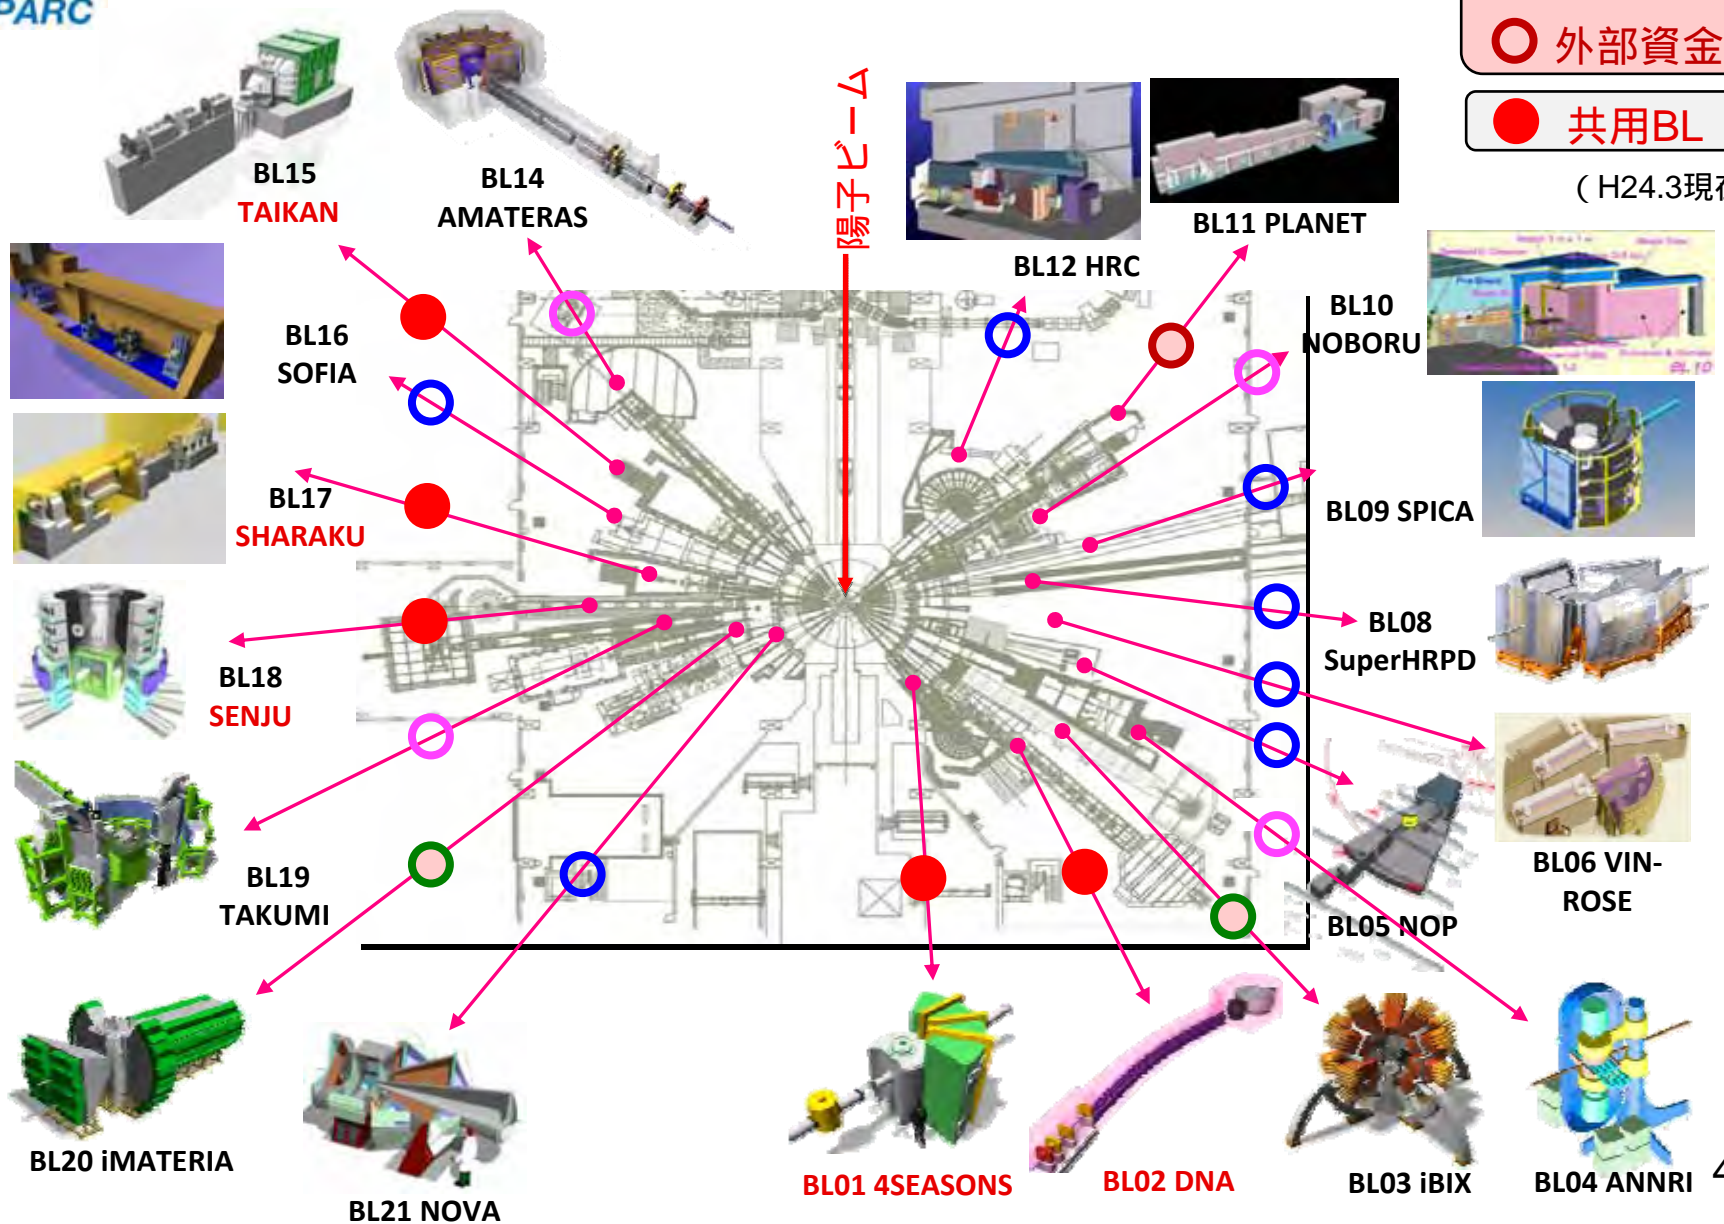 PARC
外部資金
共用BL
(H24.3現在
陽子ビーム
BL15
TAIKAN
BL14
AMATERAS
BL12 HRC
BL11 PLANET
BL10
NOBORU
BL16
SOFIA
BL17
SHARAKU
BL09 SPICA
BL08
SuperHRPD
BL18
SENJU
BL19
TAKUMI
BL06 VIN-
ROSE
BL05 NOP
BL20 iMATERIA
BL21 NOVA
BL01 4SEASONS
BL02 DNA
BL03 iBIX
BL04 ANNRI
4